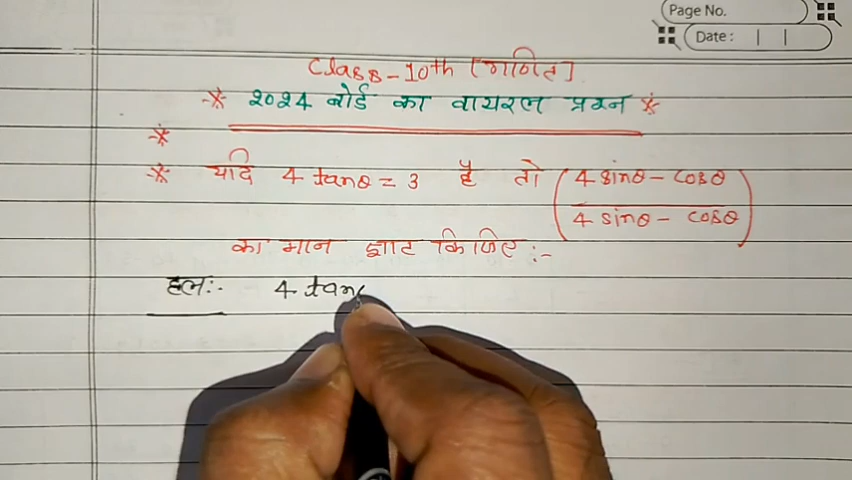 Page No.
Date :
Class - 10th [गणित]
* 2024 बोर्ड का वायरल प्रश्न *
*
* यदि 4 tanθ = 3 है तो (4 sinθ - cosθ / 4 sinθ - cosθ)
का मान ज्ञाट किजिए :-
हल:- 4 tan